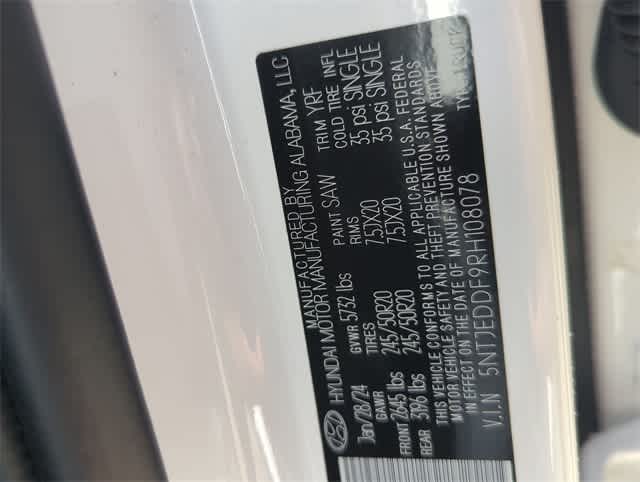 MANUFACTURED BY
HYUNDAI MOTOR MANUFACTURING ALABAMA, LLC
Jan/28/24 GVWR 5732 lbs PAINT SAW TRIM YRF
GAWR TIRES RIMS COLD TIRE INFL
FRONT 2645 lbs 245/50R20 7.5JX20 35 psi SINGLE
REAR 3196 lbs 245/50R20 7.5JX20 35 psi SINGLE
THIS VEHICLE CONFORMS TO ALL APPLICABLE U.S.A. FEDERAL
MOTOR VEHICLE SAFETY AND THEFT PREVENTION STANDARDS
IN EFFECT ON THE DATE OF MANUFACTURE SHOWN ABOVE
V.I.N 5NTJEDDF9RH108078